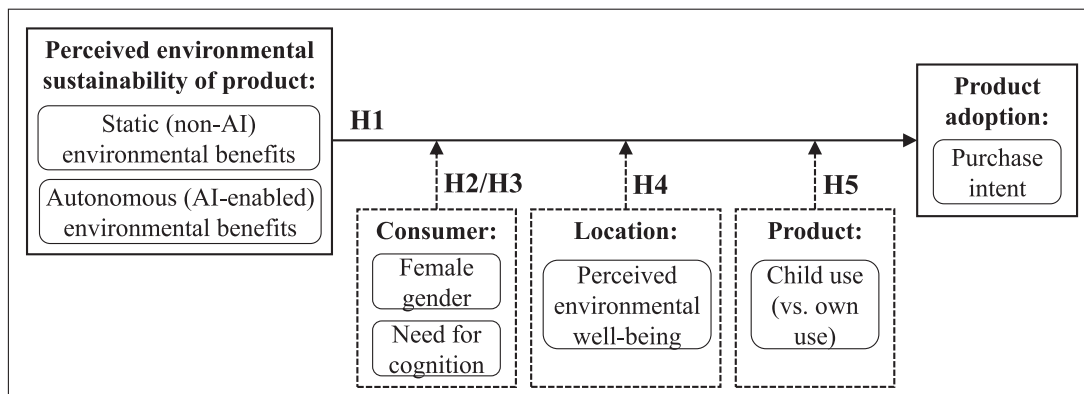 Perceived environmental
sustainability of product:
Static (non-AI)
environmental benefits
Autonomous (AI-enabled)
environmental benefits
H1
H2/H3
H4
H5
Consumer:
Female
gender
Need for
cognition
Location:
Perceived
environmental
well-being
Product:
Child use
(vs. own
use)
Product
adoption:
Purchase
intent